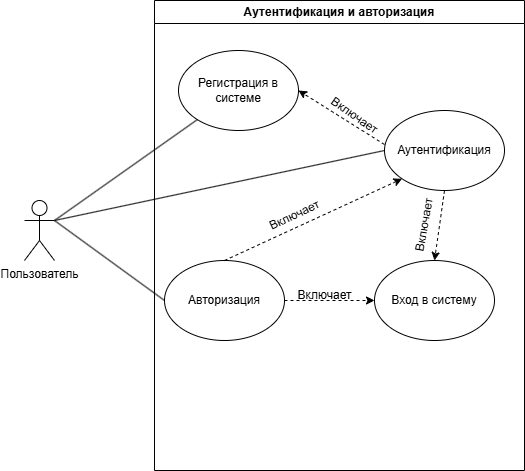 Аутентификация и авторизация
Регистрация в
системе
Включает
Аутентификация
Включает
Включает
Пользователь
Авторизация
Включает
Вход в систему